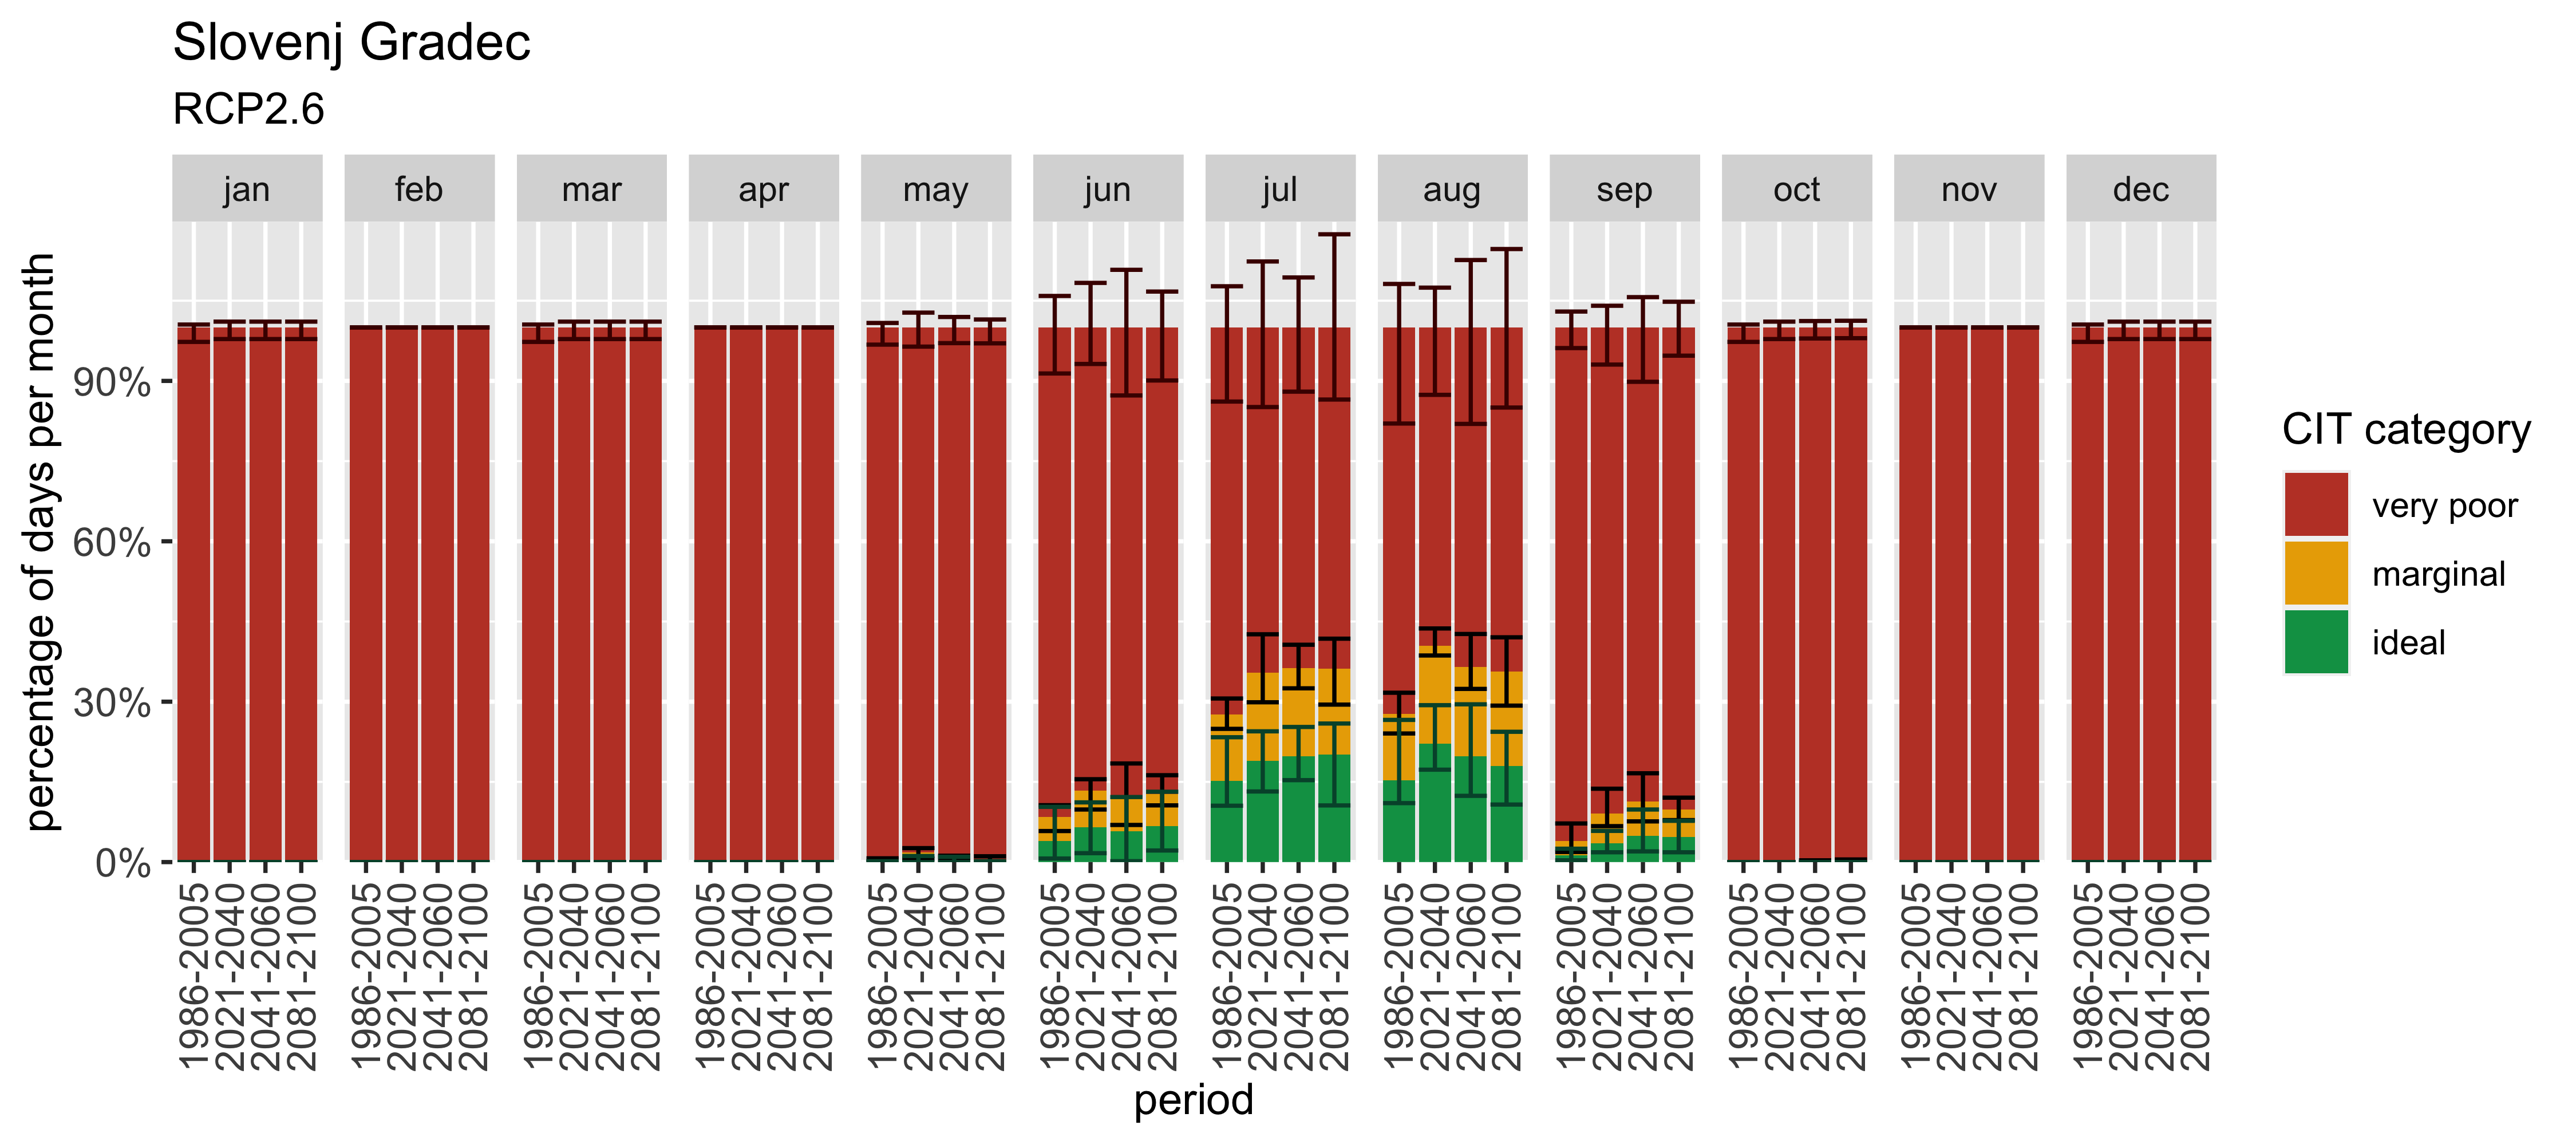 Slovenj Gradec
RCP2.6
jan feb mar apr may jun jul aug sep oct nov dec
percentage of days per month
90%
60%
30%
0%
1986-2005 2021-2040 2041-2060 2081-2100 1986-2005 2021-2040 2041-2060 2081-2100 1986-2005 2021-2040 2041-2060 2081-2100 1986-2005 2021-2040 2041-2060 2081-2100 1986-2005 2021-2040 2041-2060 2081-2100 1986-2005 2021-2040 2041-2060 2081-2100 1986-2005 2021-2040 2041-2060 2081-2100 1986-2005 2021-2040 2041-2060 2081-2100 1986-2005 2021-2040 2041-2060 2081-2100 1986-2005 2021-2040 2041-2060 2081-2100 1986-2005 2021-2040 2041-2060 2081-2100 1986-2005 2021-2040 2041-2060 2081-2100
period
CIT category
very poor
marginal
ideal